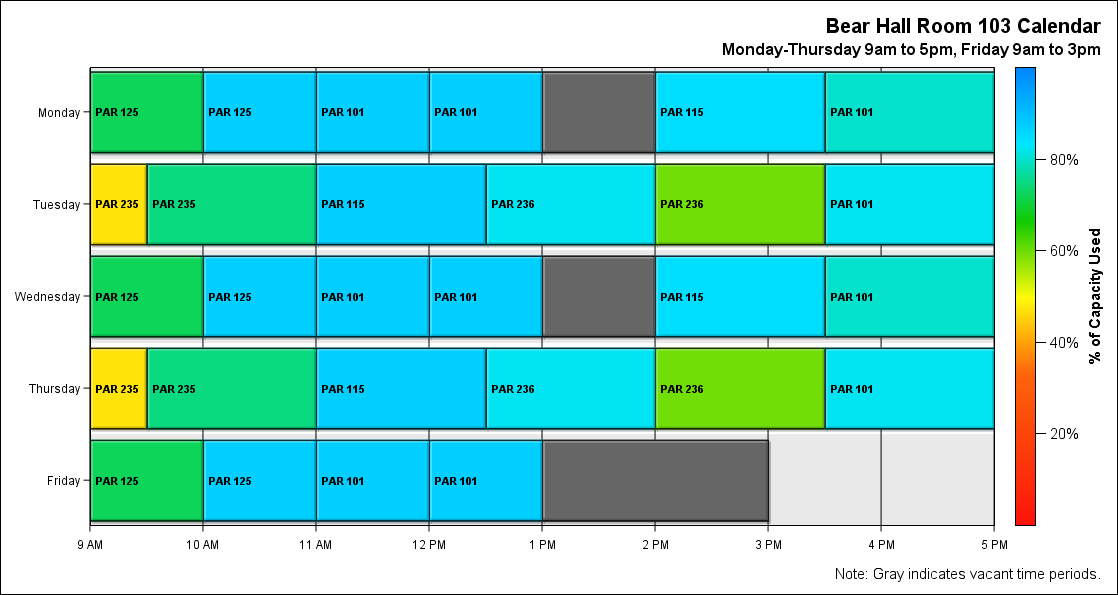 Bear Hall Room 103 Calendar
Monday-Thursday 9am to 5pm, Friday 9am to 3pm
Monday PAR 125 PAR 125 PAR 101 PAR 101 PAR 115 PAR 101
80%
Tuesday PAR 235 PAR 235 PAR 115 PAR 236 PAR 236 PAR 101
60%
% of Capacity Used
Wednesday PAR 125 PAR 125 PAR 101 PAR 101 PAR 115 PAR 101
40%
Thursday PAR 235 PAR 235 PAR 115 PAR 236 PAR 236 PAR 101
20%
Friday PAR 125 PAR 125 PAR 101 PAR 101
9 AM 10 AM 11 AM 12 PM 1 PM 2 PM 3 PM 4 PM 5 PM
Note: Gray indicates vacant time periods.